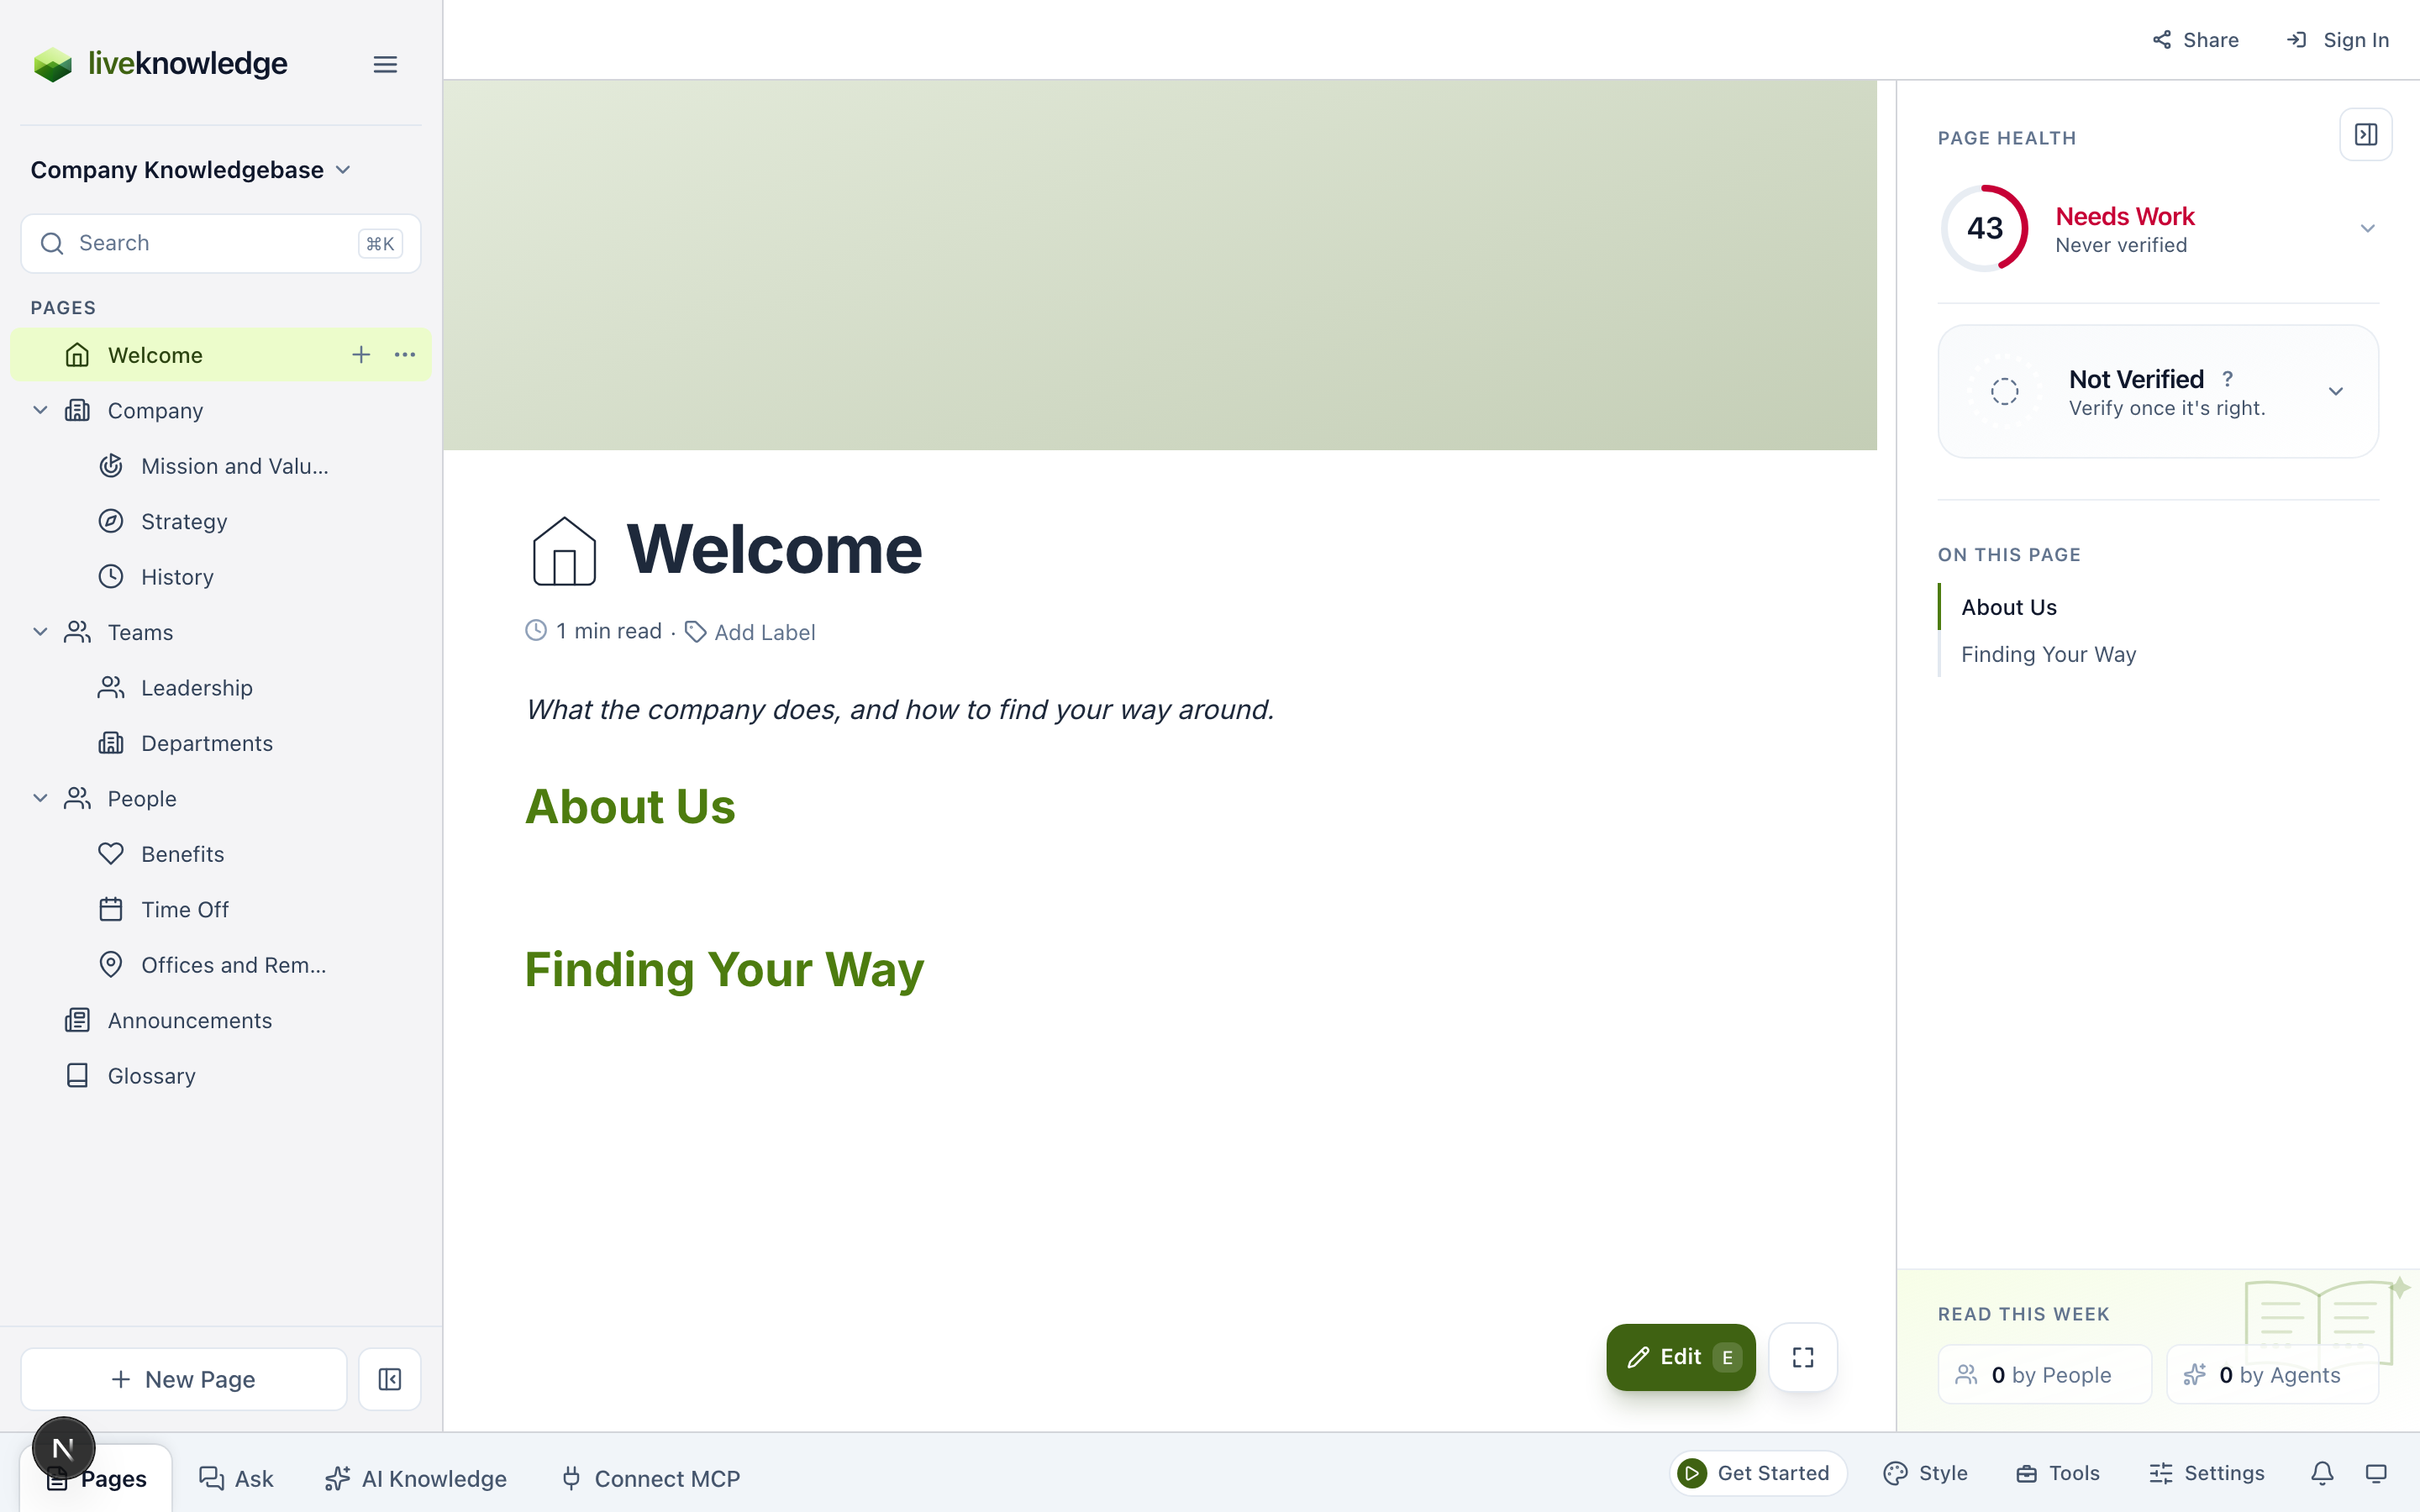 liveknowledge
Share
Sign In
Company Knowledgebase
Search
⌘K
PAGES
Welcome
Company
Mission and Valu...
Strategy
History
Teams
Leadership
Departments
People
Benefits
Time Off
Offices and Rem...
Announcements
Glossary
New Page
Welcome
1 min read · Add Label
What the company does, and how to find your way around.
About Us
Finding Your Way
Edit E
PAGE HEALTH
43
Needs Work
Never verified
Not Verified ?
Verify once it's right.
ON THIS PAGE
About Us
Finding Your Way
READ THIS WEEK
0 by People
0 by Agents
N
Pages
Ask
AI Knowledge
Connect MCP
Get Started
Style
Tools
Settings